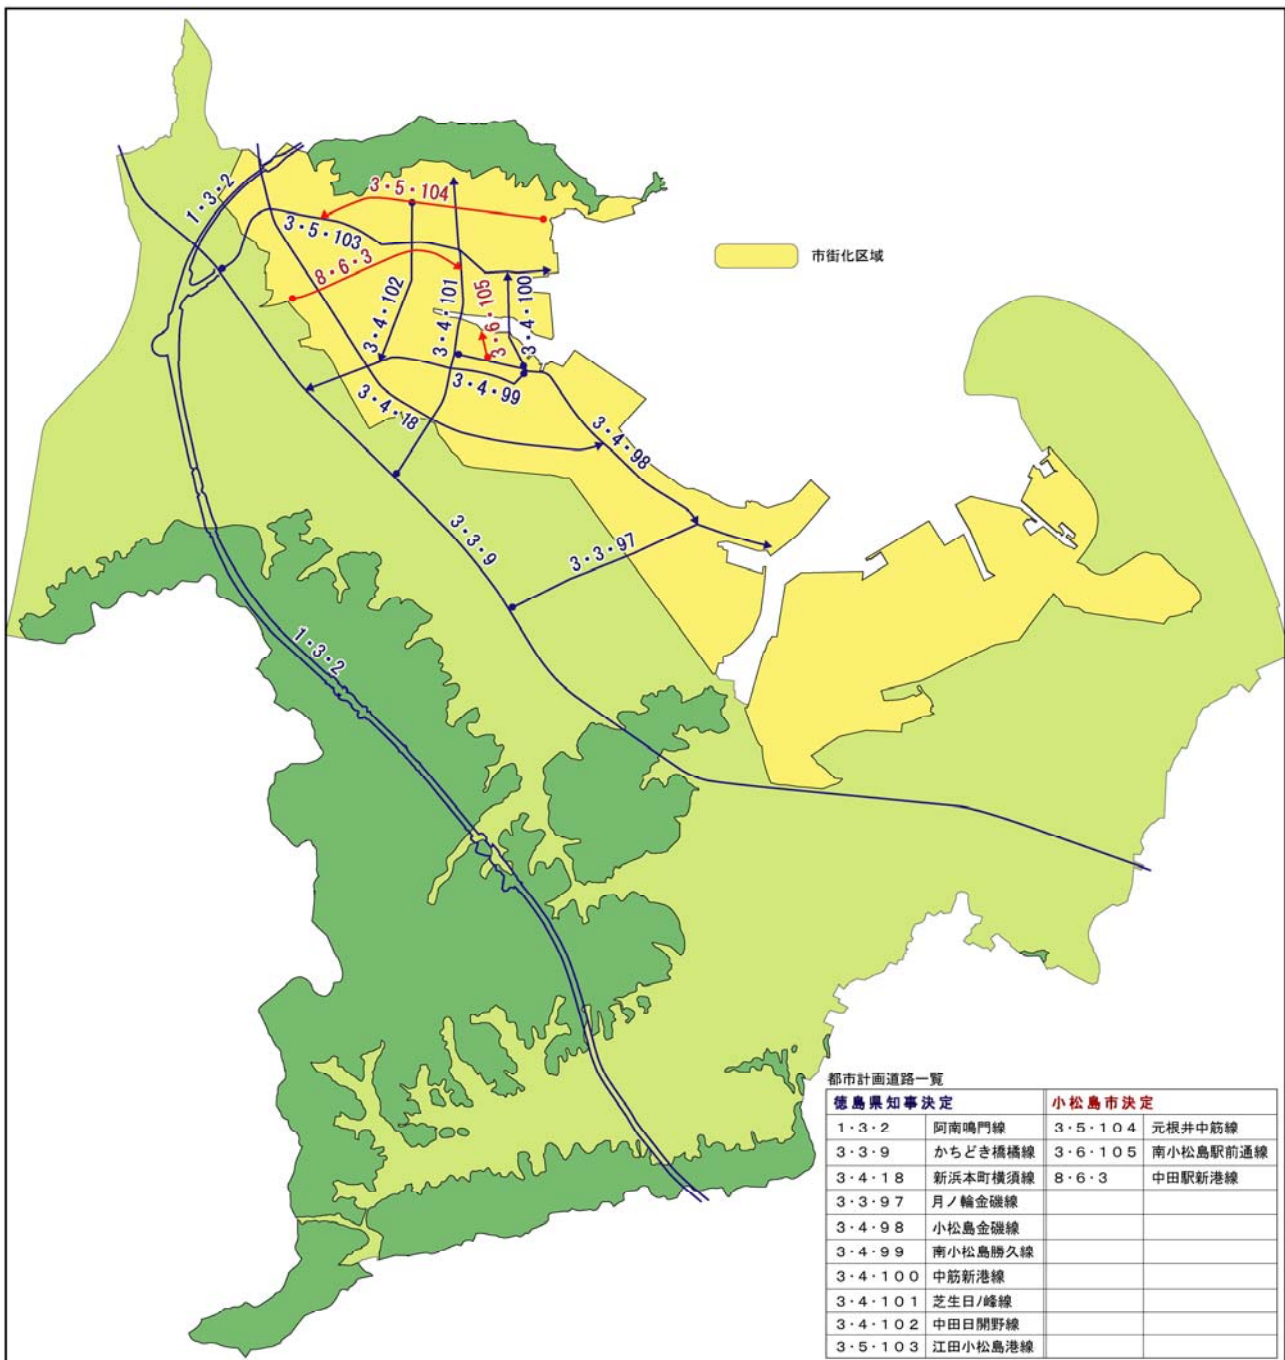 3・5・104
1・3・2
3・5・103
8・6・3
市街化区域
3・4・102
3・4・101
3・6・105
3・4・100
3・4・99
3・4・18
3・4・98
3・3・9
3・3・97
1・3・2
都市計画道路一覧
徳島県知事決定 小松島市決定
1・3・2 阿南鳴門線 3・5・104 元根井中筋線
3・3・9 かちどき橋橘線 3・6・105 南小松島駅前通線
3・4・18 新浜本町横須線 8・6・3 中田駅新港線
3・3・97 月ノ輪金磯線
3・4・98 小松島金磯線
3・4・99 南小松島勝久線
3・4・100 中筋新港線
3・4・101 芝生日ノ峰線
3・4・102 中田日開野線
3・5・103 江田小松島港線